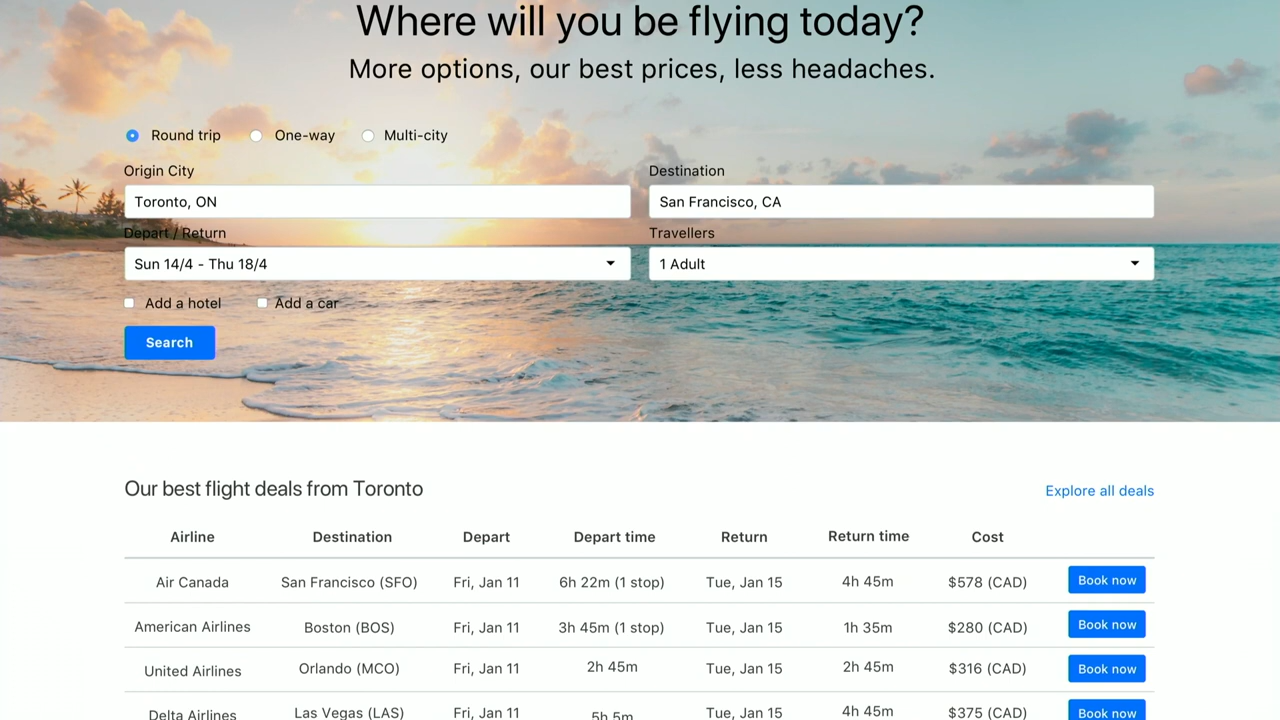 Where will you be flying today?
More options, our best prices, less headaches.
Round trip One-way Multi-city
Origin City Destination
Toronto, ON San Francisco, CA
Depart / Return Travellers
Sun 14/4 - Thu 18/4 1 Adult
Add a hotel Add a car
Search
Our best flight deals from Toronto Explore all deals
Airline Destination Depart Depart time Return Return time Cost
Air Canada San Francisco (SFO) Fri, Jan 11 6h 22m (1 stop) Tue, Jan 15 4h 45m $578 (CAD) Book now
American Airlines Boston (BOS) Fri, Jan 11 3h 45m (1 stop) Tue, Jan 15 1h 35m $280 (CAD) Book now
United Airlines Orlando (MCO) Fri, Jan 11 2h 45m Tue, Jan 15 2h 45m $316 (CAD) Book now
Delta Airlines Las Vegas (LAS) Fri, Jan 11 5h 5m Tue, Jan 15 4h 45m $375 (CAD) Book now